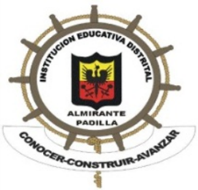 INSTITUCION EDUCATIVA DISTRITAL
ALMIRANTE
PADILLA
CONOCER-CONSTRUIR-AVANZAR